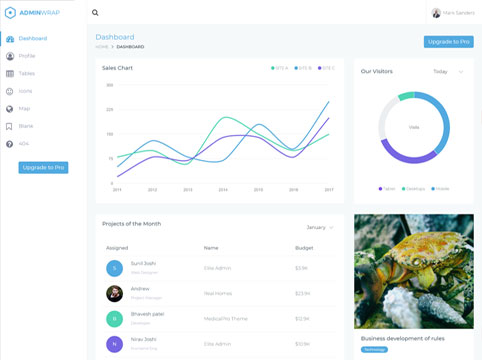 ADMINWRAP
Mark Sanders
Dashboard
Profile
Tables
Icons
Map
Blank
404
Upgrade to Pro
Dashboard
HOME > DASHBOARD
Upgrade to Pro
Sales Chart
SITE A
SITE B
SITE C
300
225
150
75
0
2011 2012 2013 2014 2015 2016 2017
Our Visitors
Today
Visits
Tablet
Desktops
Mobile
Projects of the Month
January
Assigned Name Budget
S Sunil Joshi Elite Admin $3.9K
Web Designer
Andrew Real Homes $23.9K
Project Manager
B Bhavesh patel MedicalPro Theme $12.9K
Developer
N Nirav Joshi Elite Admin $10.9K
Frontend Eng
Business development of rules
Technology